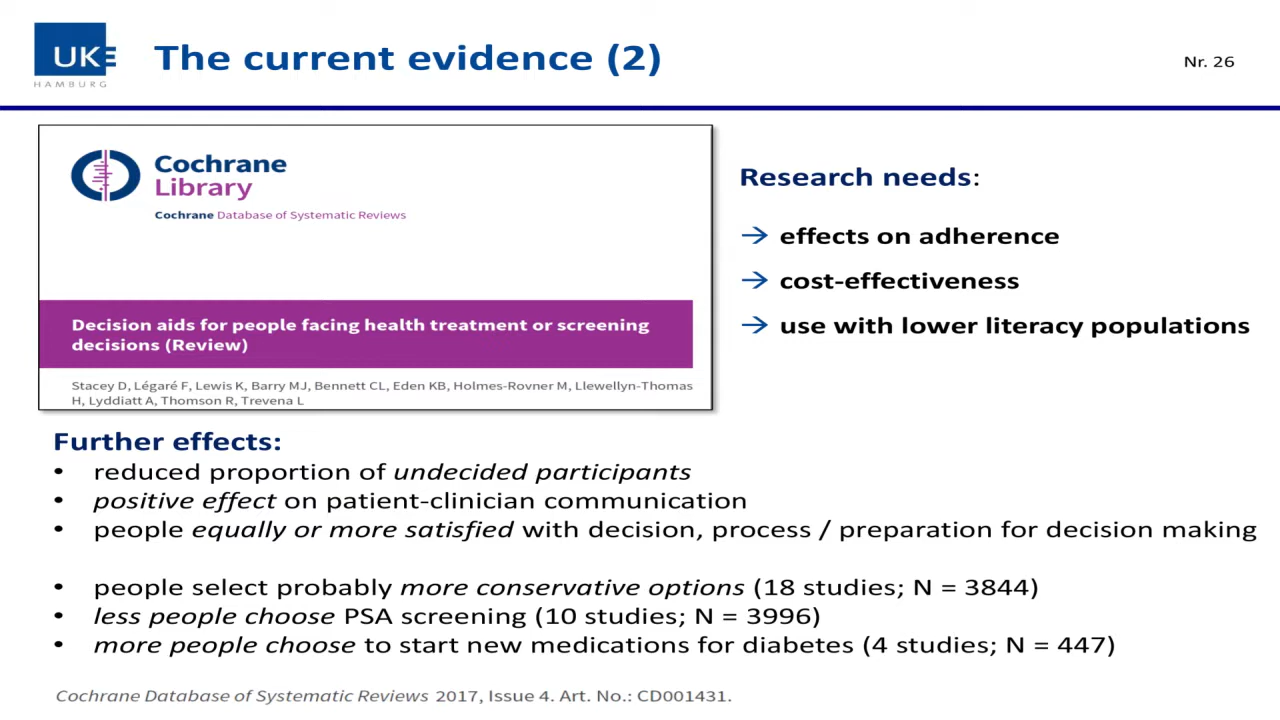 UKE
HAMBURG
The current evidence (2)
Nr. 26
Cochrane
Library
Cochrane Database of Systematic Reviews
Decision aids for people facing health treatment or screening
decisions (Review)
Stacey D, Légaré F, Lewis K, Barry MJ, Bennett CL, Eden KB, Holmes-Rovner M, Llewellyn-Thomas
H, Lyddiatt A, Thomson R, Trevena L
Research needs:
→ effects on adherence
→ cost-effectiveness
→ use with lower literacy populations
Further effects:
• reduced proportion of undecided participants
• positive effect on patient-clinician communication
• people equally or more satisfied with decision, process / preparation for decision making
• people select probably more conservative options (18 studies; N = 3844)
• less people choose PSA screening (10 studies; N = 3996)
• more people choose to start new medications for diabetes (4 studies; N = 447)
Cochrane Database of Systematic Reviews 2017, Issue 4. Art. No.: CD001431.